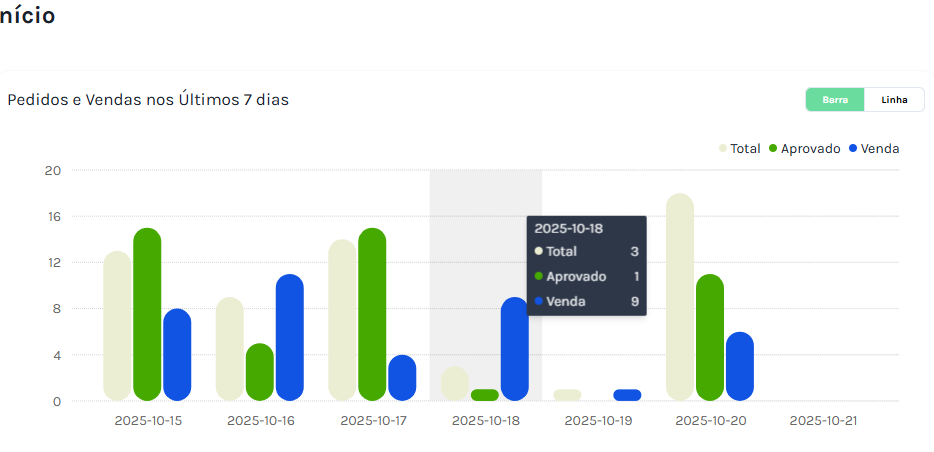 nício
Pedidos e Vendas nos Últimos 7 dias
Barra Linha
Total Aprovado Venda
20
16
12
8
4
0
2025-10-18
Total 3
Aprovado 1
Venda 9
2025-10-15 2025-10-16 2025-10-17 2025-10-18 2025-10-19 2025-10-20 2025-10-21